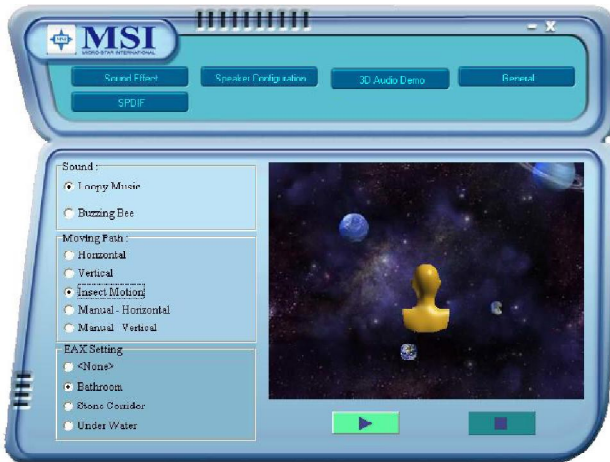 MSI
MICRO-STAR INTERNATIONAL
- X
Sound Effect
Speaker Configuration
3D Audio Demo
General
SPDIF
Sound :
Loopy Music
Buzzing Bee
Moving Path :
Horizontal
Vertical
Insect Motion
Manual - Horizontal
Manual - Vertical
EAX Setting
<None>
Bathroom
Stone Corridor
Under Water